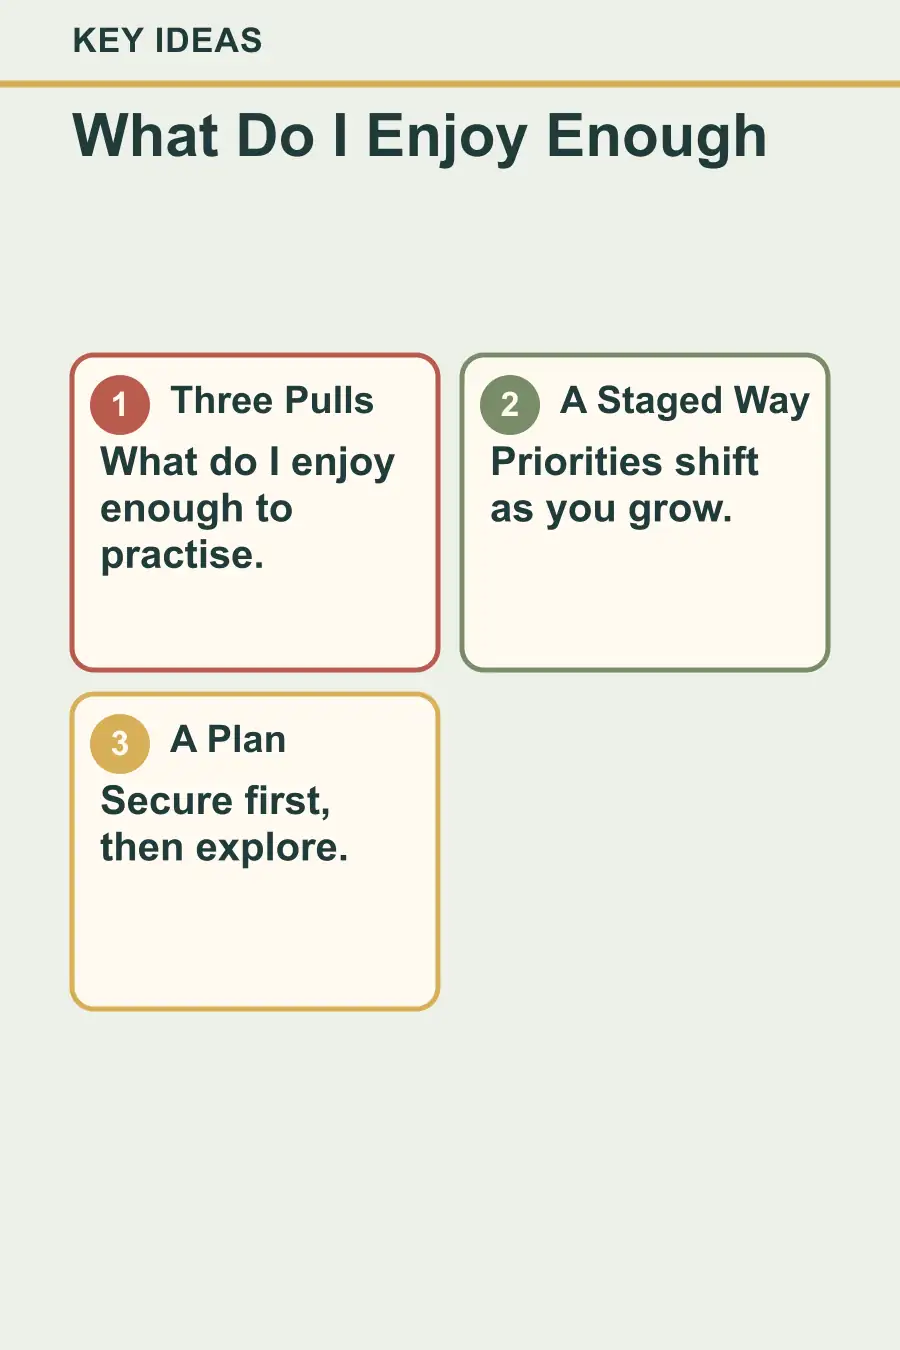 KEY IDEAS
What Do I Enjoy Enough
1
Three Pulls
What do I enjoy
enough to
practise.
2
A Staged Way
Priorities shift
as you grow.
3
A Plan
Secure first,
then explore.